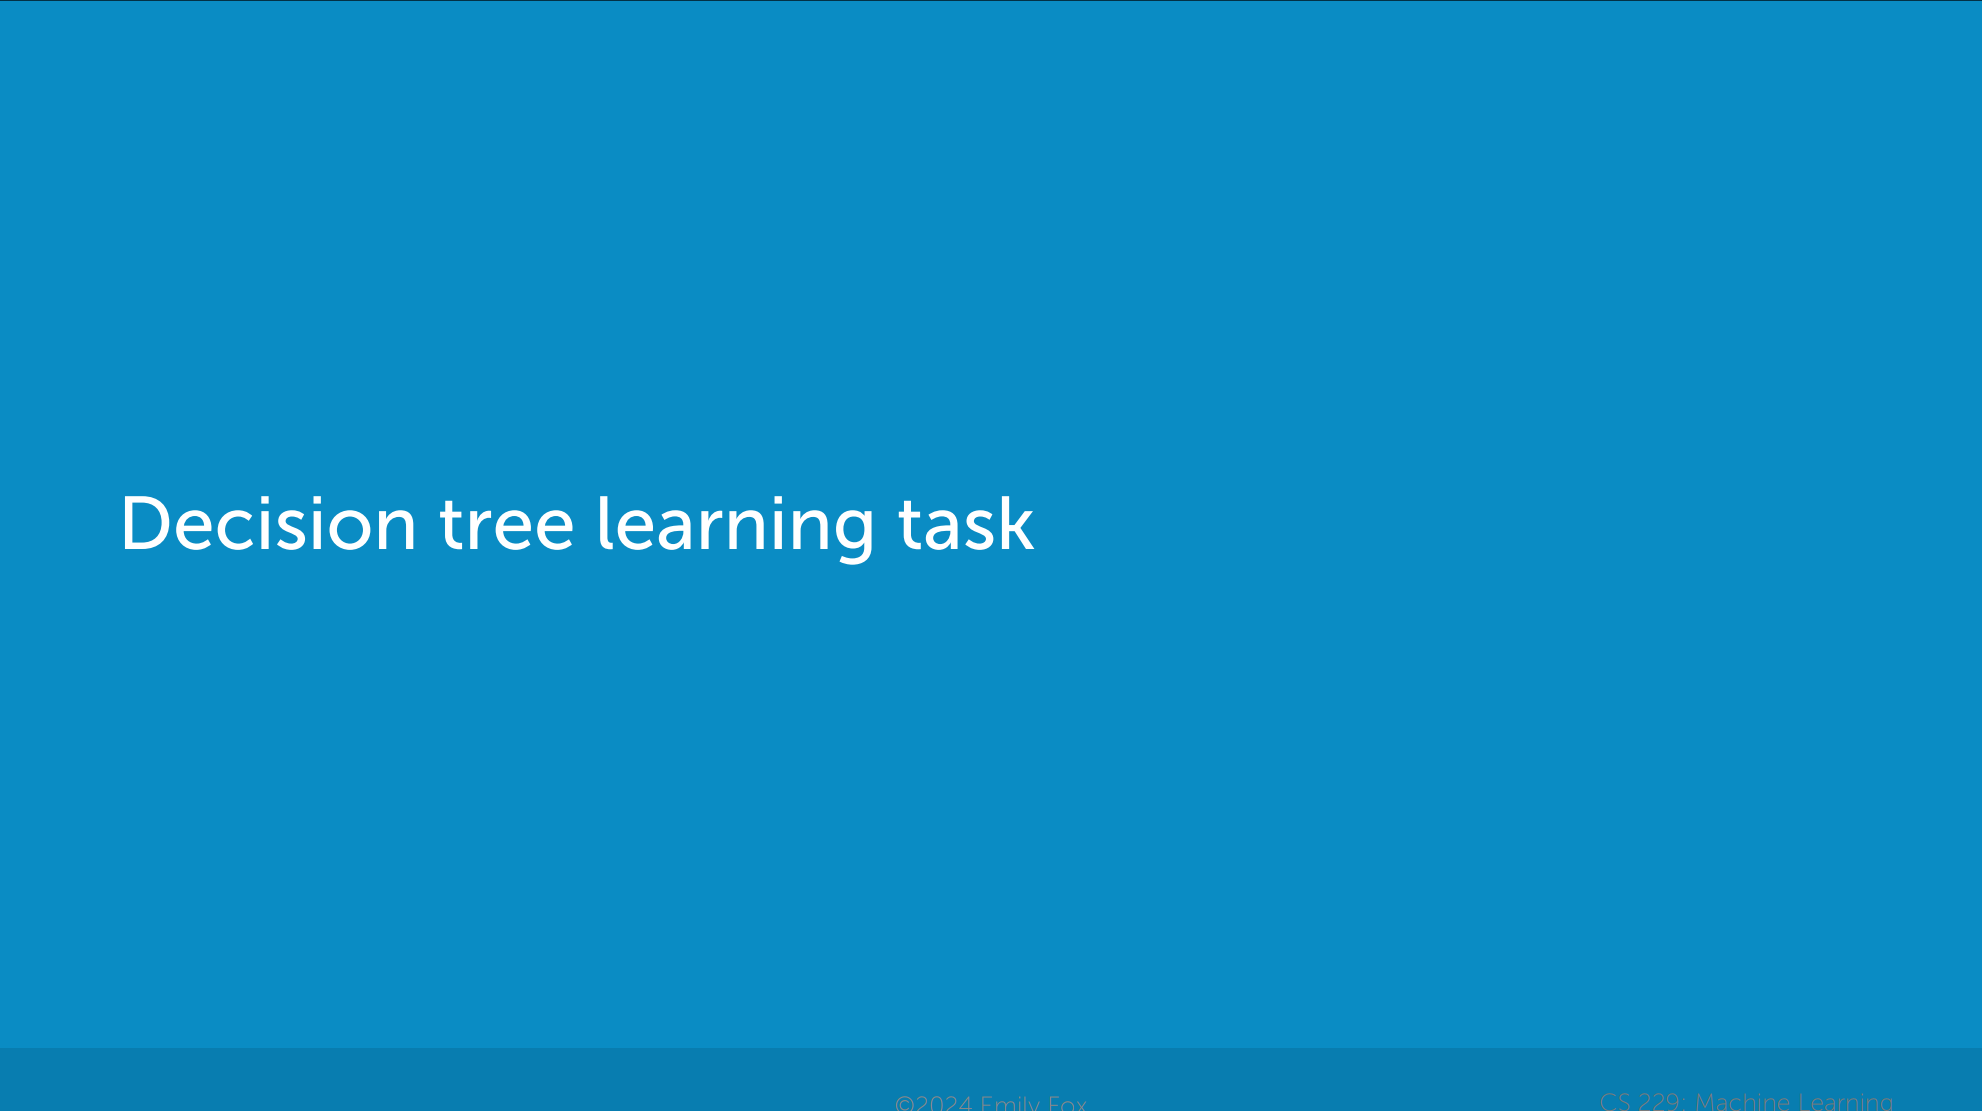 Decision tree learning task
©2024 Emily Fox
CS 229: Machine Learning